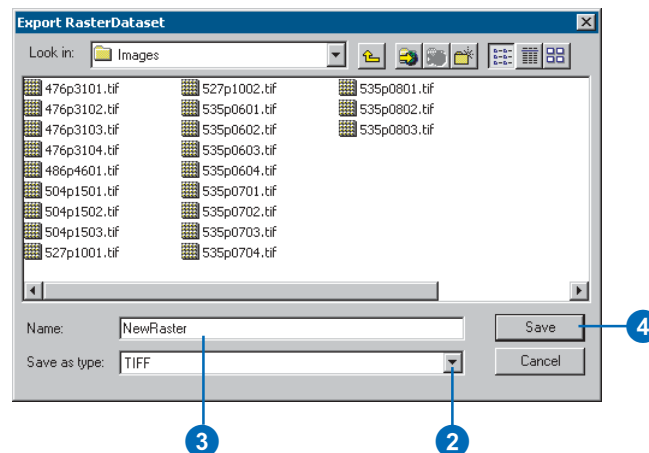 Export RasterDataset
Look in: Images
476p3101.tif
476p3102.tif
476p3103.tif
476p3104.tif
486p4601.tif
504p1501.tif
504p1502.tif
504p1503.tif
527p1001.tif
527p1002.tif
535p0601.tif
535p0602.tif
535p0603.tif
535p0604.tif
535p0701.tif
535p0702.tif
535p0703.tif
535p0704.tif
535p0801.tif
535p0802.tif
535p0803.tif
Name: NewRaster
Save
4
Save as type: TIFF
Cancel
3
2